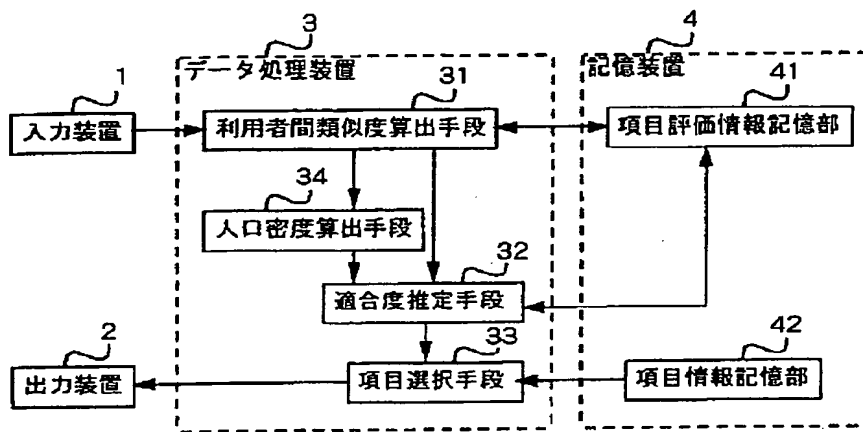 3
4
データ処理装置
記憶装置
1
31
41
入力装置
利用者間類似度算出手段
項目評価情報記憶部
34
人口密度算出手段
32
適合度推定手段
2
33
42
出力装置
項目選択手段
項目情報記憶部